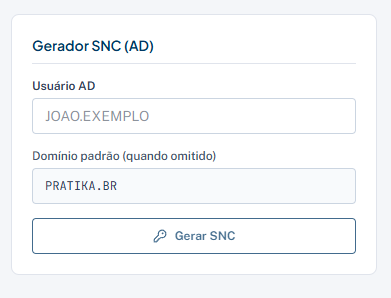 Gerador SNC (AD)
Usuário AD
JOAO.EXEMPLO
Domínio padrão (quando omitido)
PRATIKA.BR
Gerar SNC